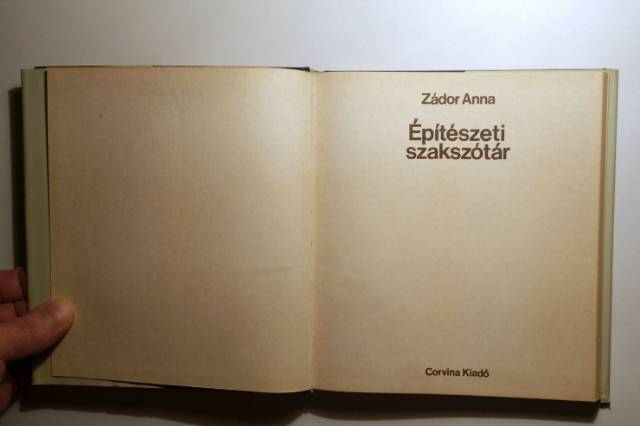 Zádor Anna
Építészeti
szakszótár
Corvina Kiadó